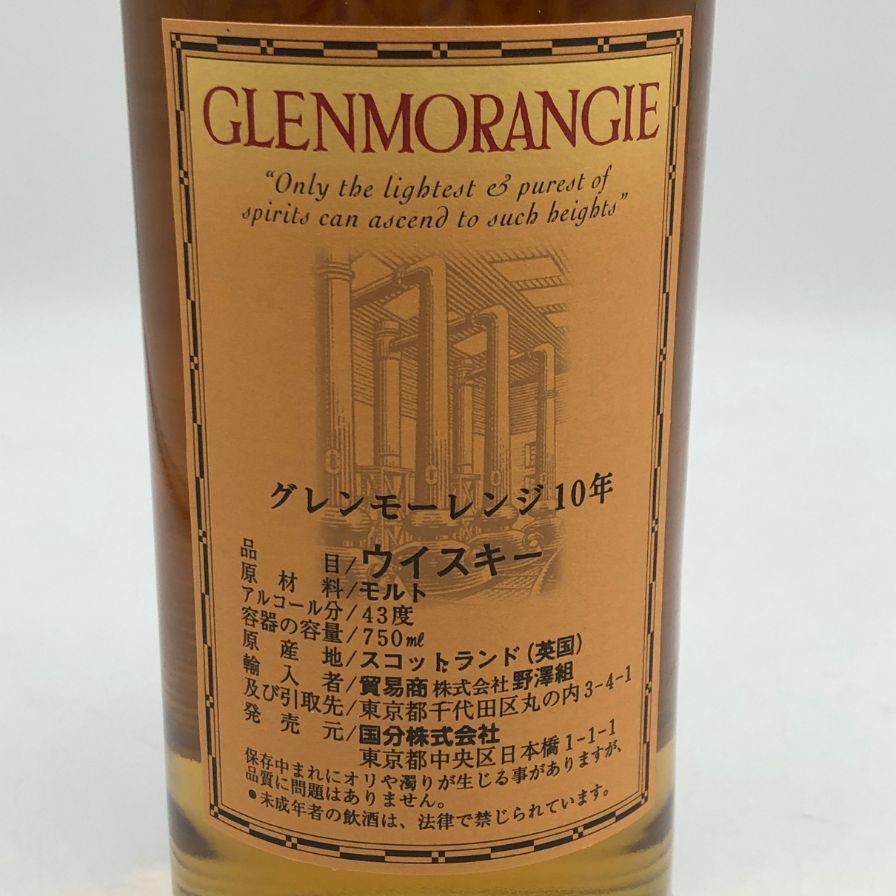 GLENMORANGIE
“Only the lightest & purest of
spirits can ascend to such heights”
グレンモーレンジ 10年
品目/ウイスキー
原材料/モルト
アルコール分/43度
容器の容量/750㎖
原産地/スコットランド(英国)
輸入者/貿易商 株式会社 野澤組
及び引取先/東京都千代田区丸の内3-4-1
発売元/国分株式会社
東京都中央区日本橋1-1-1
保存中まれにオリや濁りが生じる事がありますが、
品質に問題はありません。
●未成年者の飲酒は、法律で禁じられています。